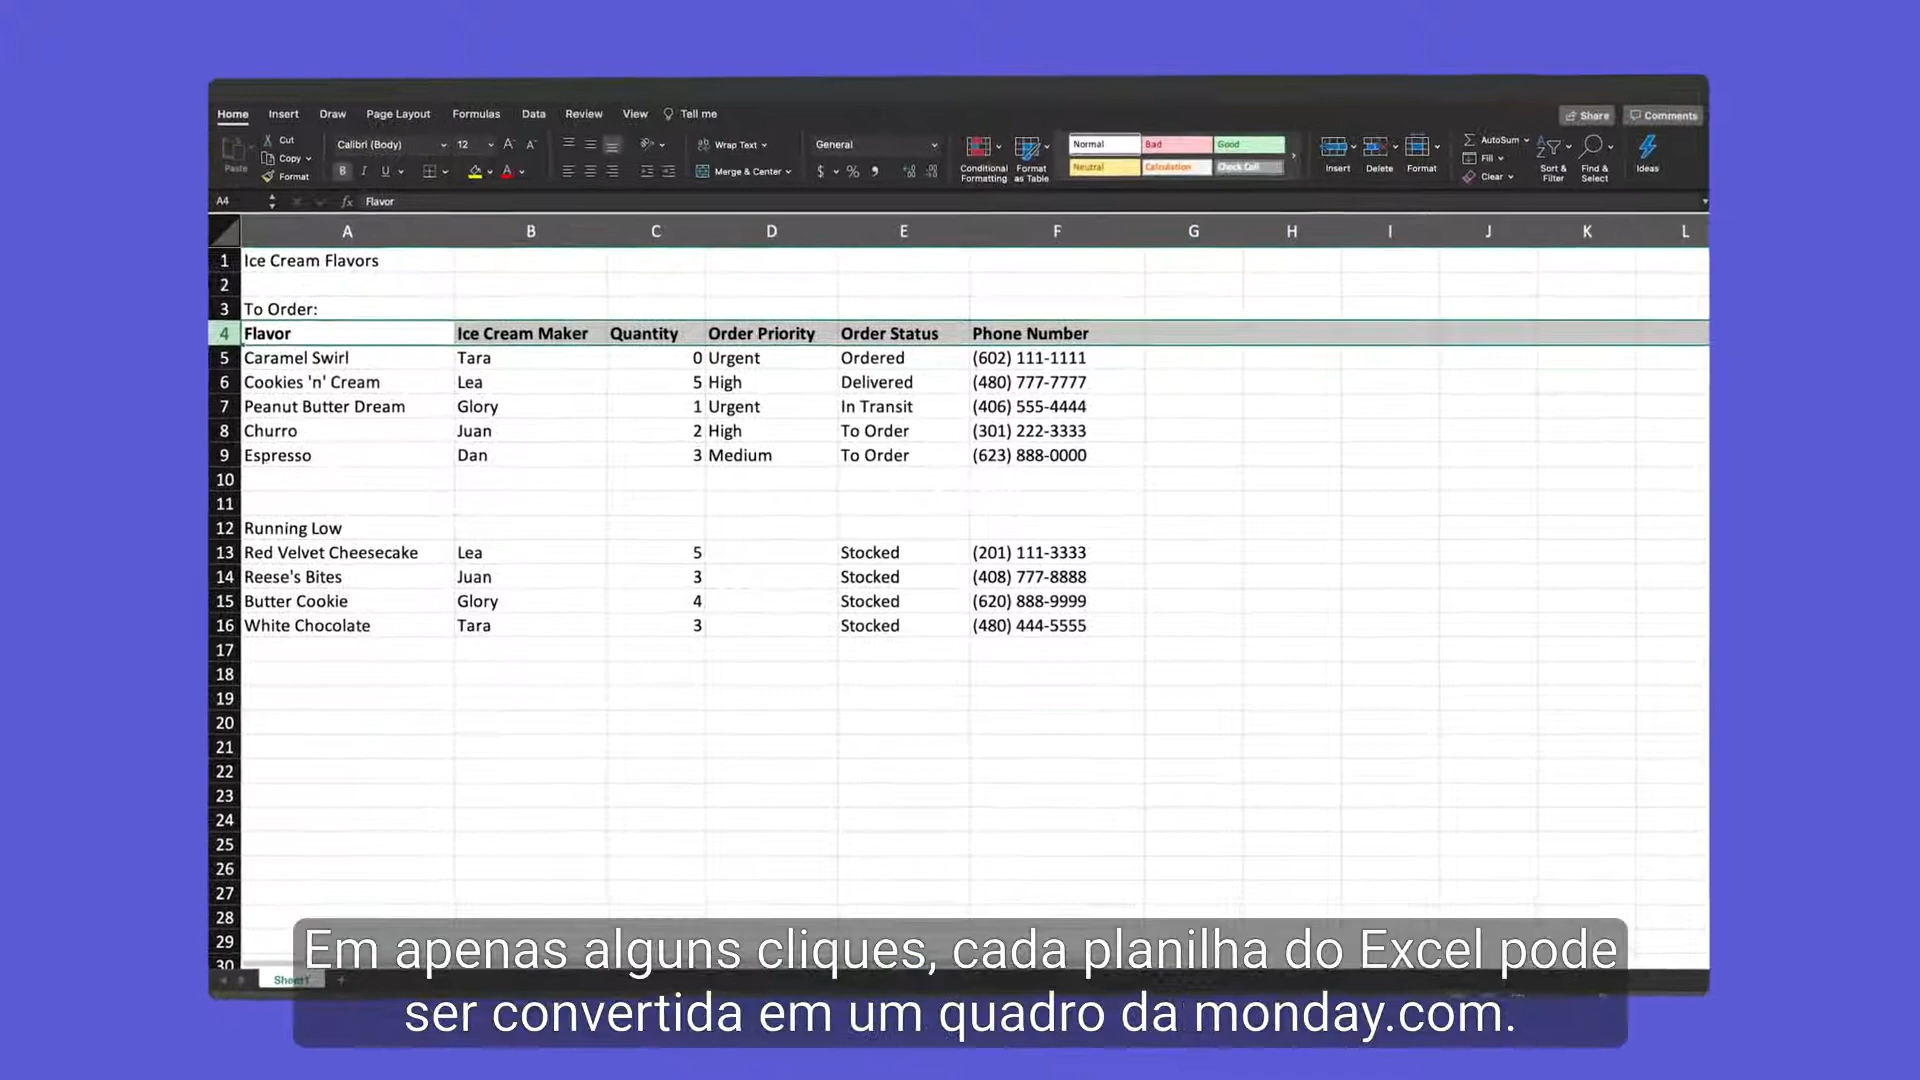 Home Insert Draw Page Layout Formulas Data Review View Tell me Share Comments
Paste Cut Copy Format
Calibri (Body) 12 A A
B I U A
Wrap Text
Merge & Center
General
$ % ,
Conditional Formatting
Format as Table
Normal Bad Good
Neutral Calculation Check Cell
Insert Delete Format
AutoSum
Fill
Clear
Sort & Filter
Find & Select
Ideas
A4 fx Flavor
A B C D E F G H I J K L
1 Ice Cream Flavors
2
3 To Order:
4 Flavor Ice Cream Maker Quantity Order Priority Order Status Phone Number
5 Caramel Swirl Tara 0 Urgent Ordered (602) 111-1111
6 Cookies 'n' Cream Lea 5 High Delivered (480) 777-7777
7 Peanut Butter Dream Glory 1 Urgent In Transit (406) 555-4444
8 Churro Juan 2 High To Order (301) 222-3333
9 Espresso Dan 3 Medium To Order (623) 888-0000
10
11
12 Running Low
13 Red Velvet Cheesecake Lea 5 Stocked (201) 111-3333
14 Reese's Bites Juan 3 Stocked (408) 777-8888
15 Butter Cookie Glory 4 Stocked (620) 888-9999
16 White Chocolate Tara 3 Stocked (480) 444-5555
17
18
19
20
21
22
23
24
25
26
27
28
29
30
Sheet1 +
Em apenas alguns cliques, cada planilha do Excel pode
ser convertida em um quadro da monday.com.